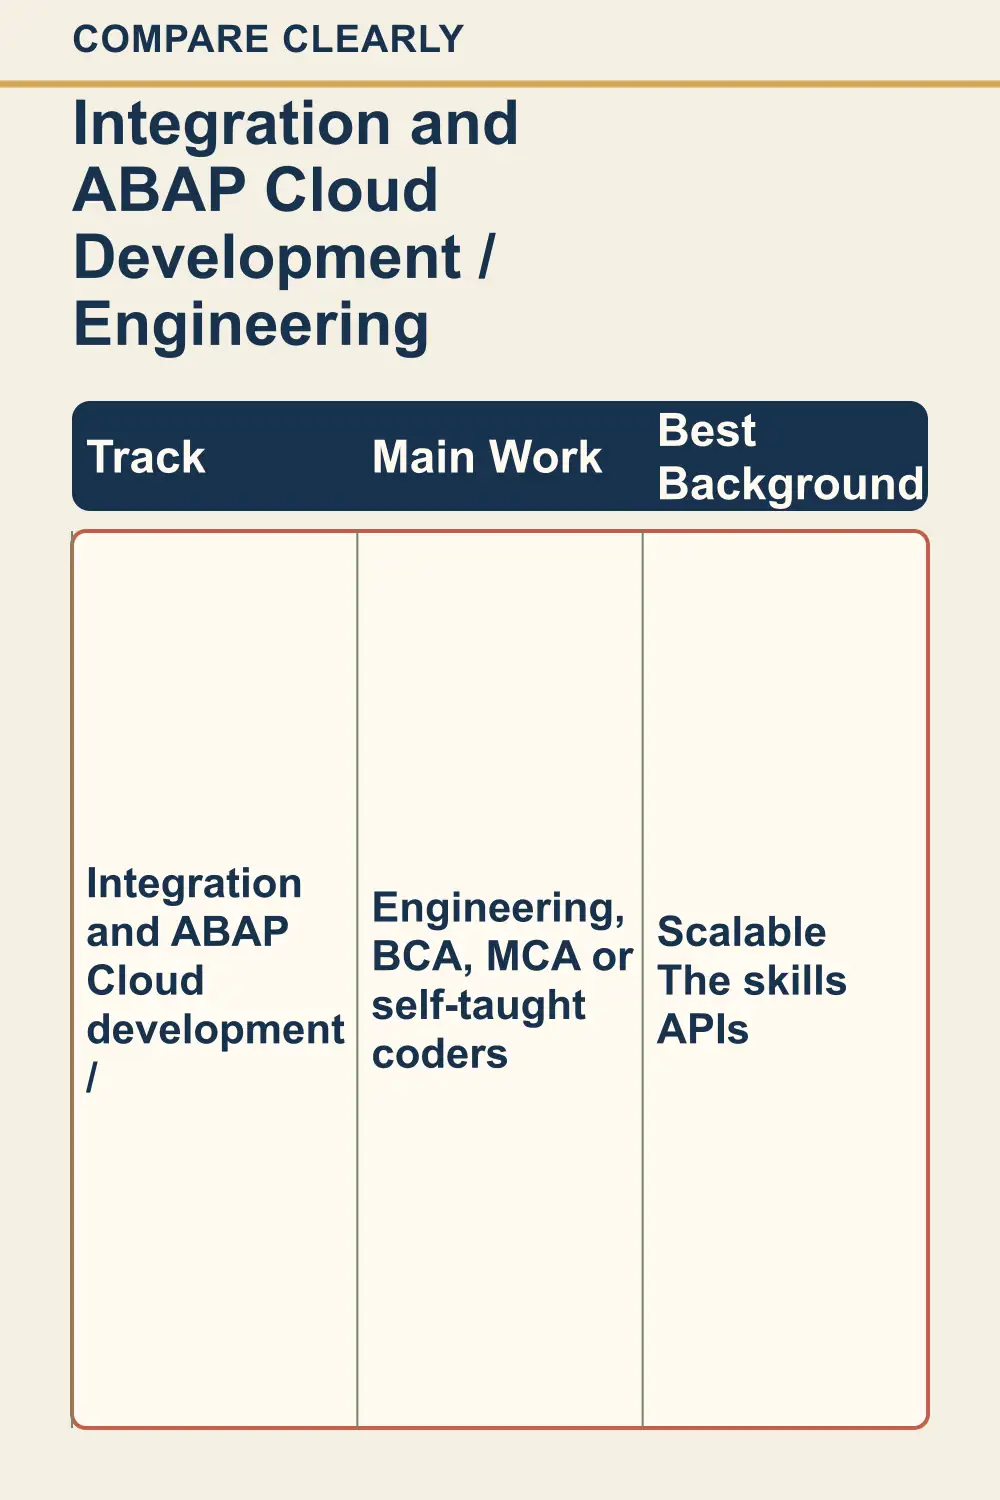 COMPARE CLEARLY
Integration and
ABAP Cloud
Development /
Engineering
Track
Main Work
Best
Background
Integration
and ABAP
Cloud
development
/
Engineering,
BCA, MCA or
self-taught
coders
Scalable
The skills
APIs